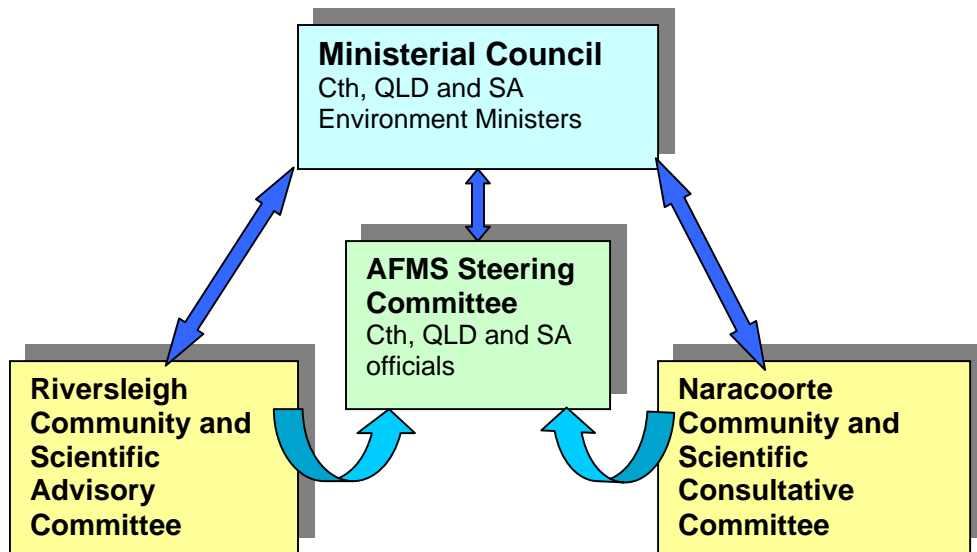 Ministerial Council
Cth, QLD and SA
Environment Ministers
AFMS Steering
Committee
Cth, QLD and SA
officials
Riversleigh
Community and
Scientific
Advisory
Committee
Naracoorte
Community and
Scientific
Consultative
Committee